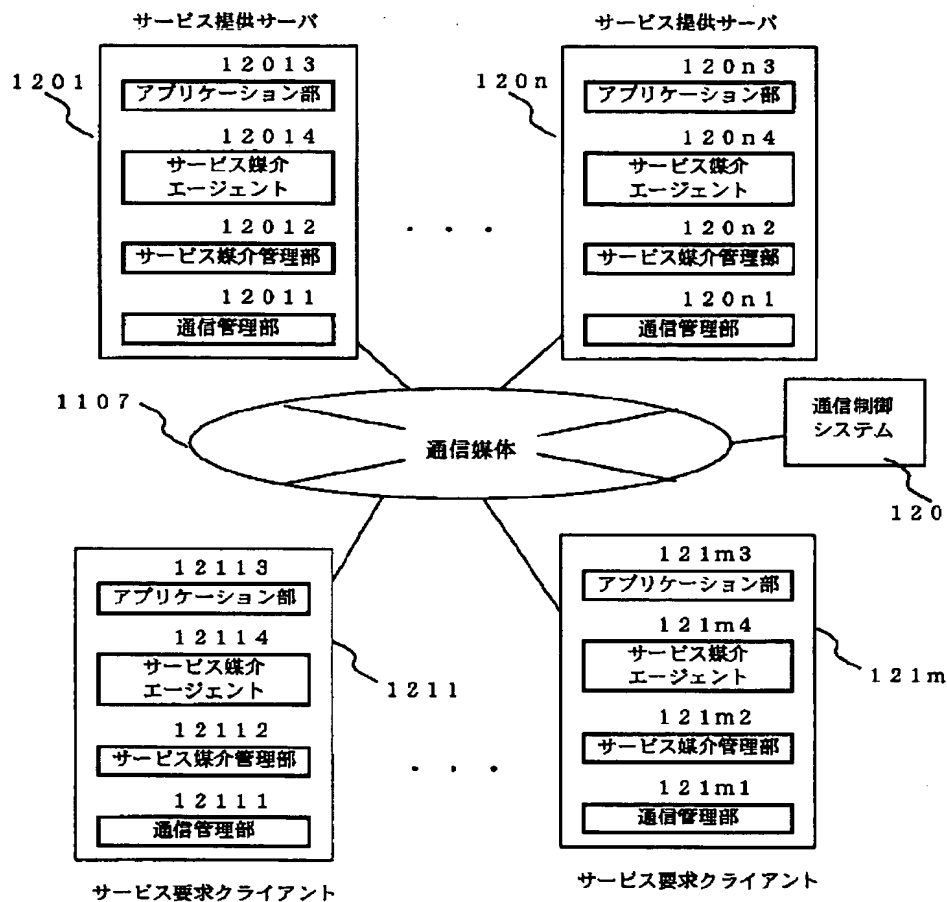 サービス提供サーバ
サービス提供サーバ
1201
12013
アプリケーション部
12014
サービス媒介
エージェント
12012
サービス媒介管理部
12011
通信管理部
・・・
120n
120n3
アプリケーション部
120n4
サービス媒介
エージェント
120n2
サービス媒介管理部
120n1
通信管理部
1107
通信媒体
通信制御
システム
120
12113
アプリケーション部
12114
サービス媒介
エージェント
12112
サービス媒介管理部
12111
通信管理部
1211
・・・
121m3
アプリケーション部
121m4
サービス媒介
エージェント
121m2
サービス媒介管理部
121m1
通信管理部
121m
サービス要求クライアント
サービス要求クライアント